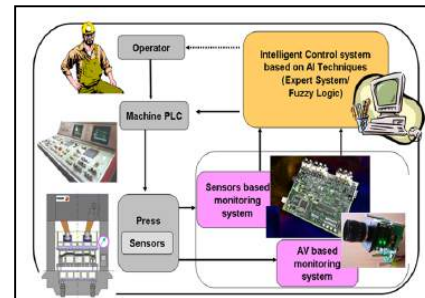 Operator
Intelligent Control system
based on AI Techniques
(Expert System/
Fuzzy Logic)
Machine PLC
Sensors based
monitoring
system
Press
Sensors
AV based
monitoring
system